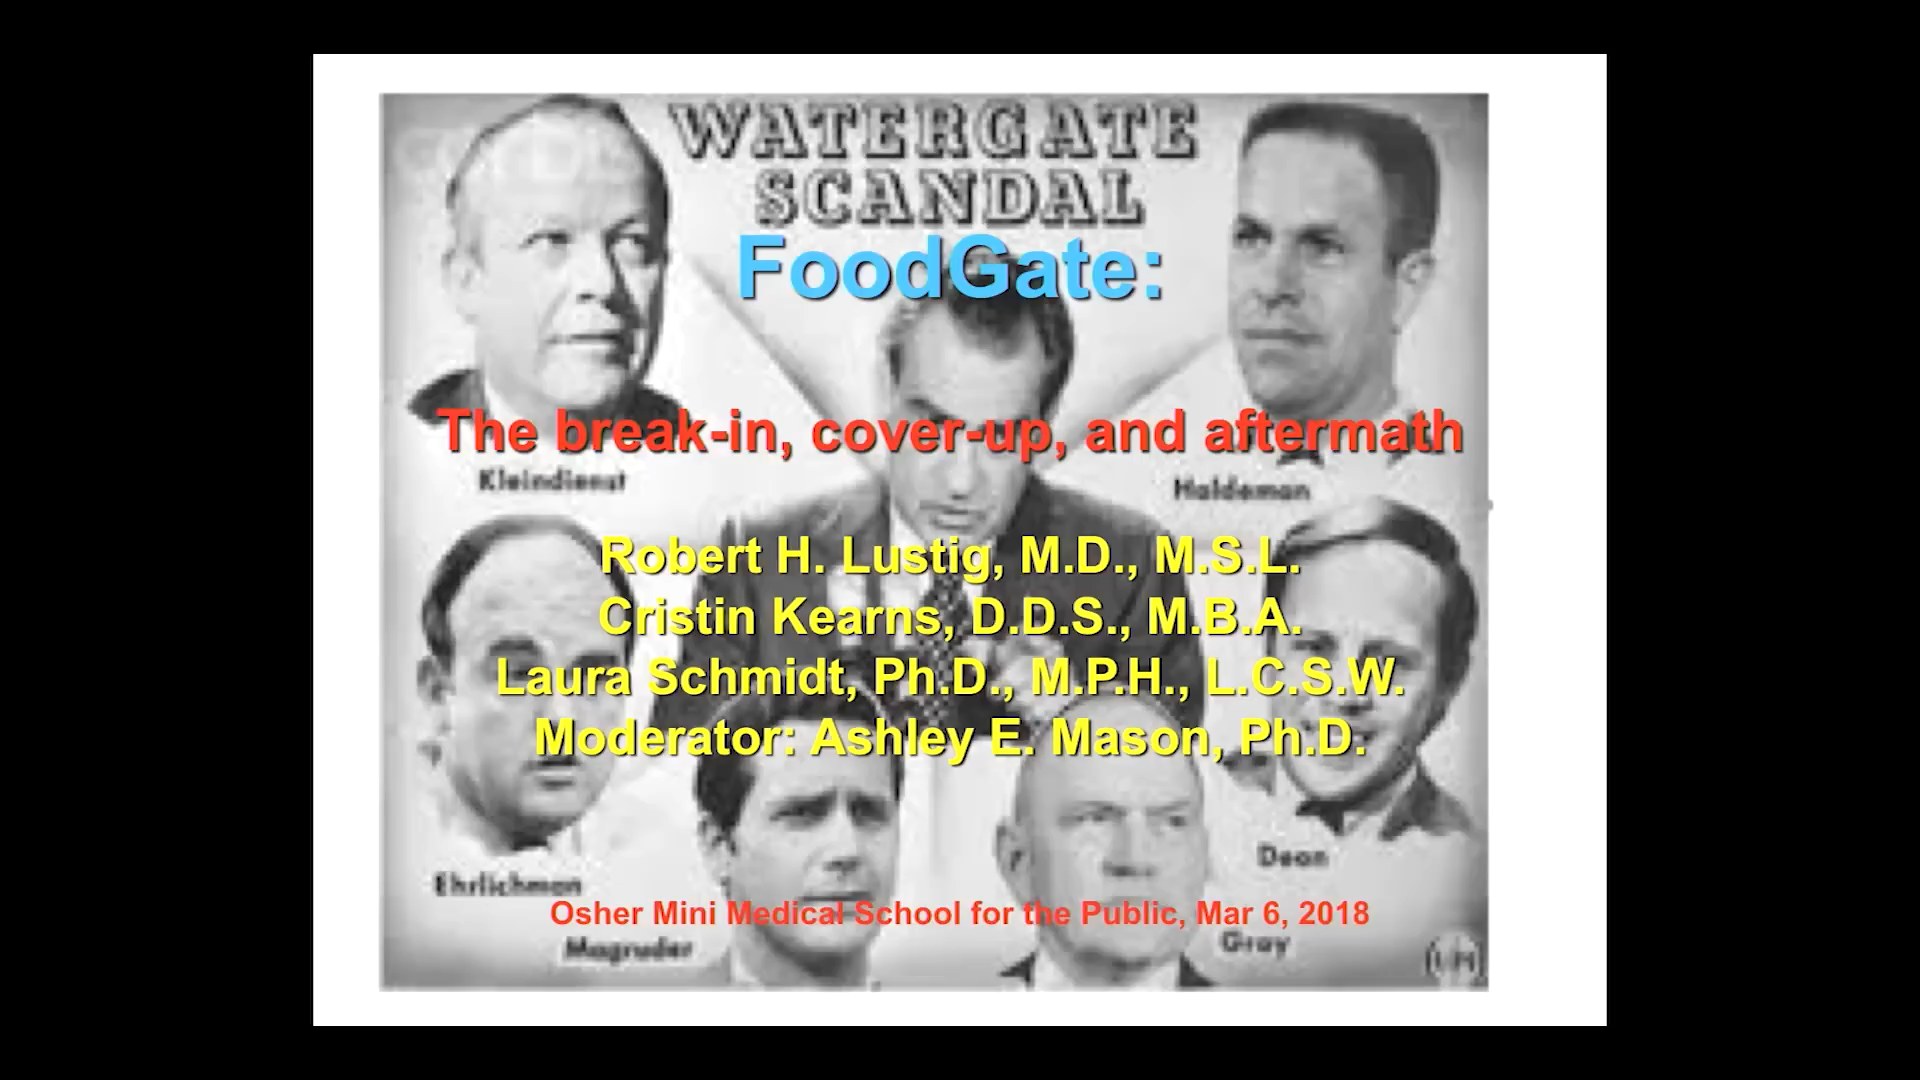 WATERGATE
SCANDAL
FoodGate:
The break-in, cover-up, and aftermath
Kleindienst
Haldeman
Robert H. Lustig, M.D., M.S.L.
Cristin Kearns, D.D.S., M.B.A.
Laura Schmidt, Ph.D., M.P.H., L.C.S.W.
Moderator: Ashley E. Mason, Ph.D.
Dean
Ehrlichman
Osher Mini Medical School for the Public, Mar 6, 2018
Magruder
Gray